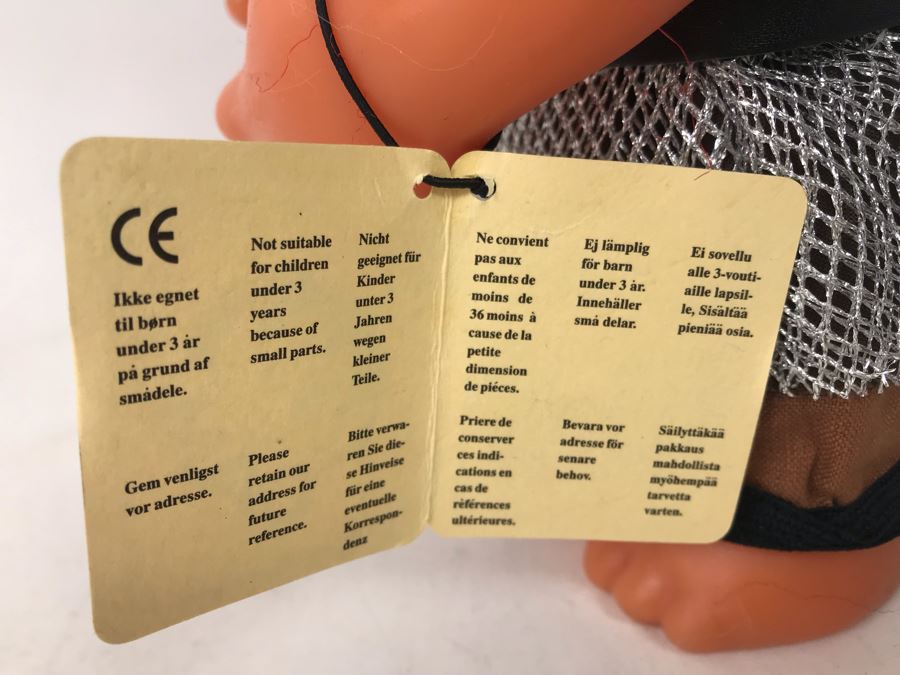 CE
Ikke egnet
til børn
under 3 år
på grund af
smådele.
Not suitable
for children
under 3
years
because of
small parts.
Nicht
geeignet für
Kinder
unter 3
Jahren
wegen
kleiner
Teile.
Ne convient
pas aux
enfants de
moins de
36 moins à
cause de la
petite
dimension
de piéces.
Ej lämplig
för barn
under 3 år.
Innehäller
små delar.
Ei sovellu
alle 3-vouti-
aille lapsil-
le, Sisältää
pieniää osia.
Gem venligst
vor adresse.
Please
retain our
address for
future
reference.
Bitte verwa-
ren Sie die-
se Hinveise
für eine
eventuelle
Korrespon-
denz
Priere de
conserver
ces indi-
cations en
cas de
rèférences
ultérieures.
Bevara vor
adresse för
senare
behov.
Säilyttäkää
pakkaus
mahdollista
myöhempää
tarvetta
varten.